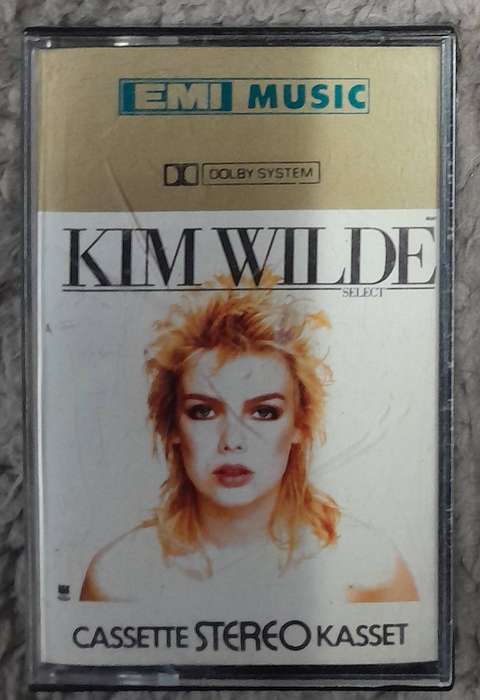 EMI MUSIC
DOLBY SYSTEM
KIM WILDE
SELECT
CASSETTE STEREO KASSET